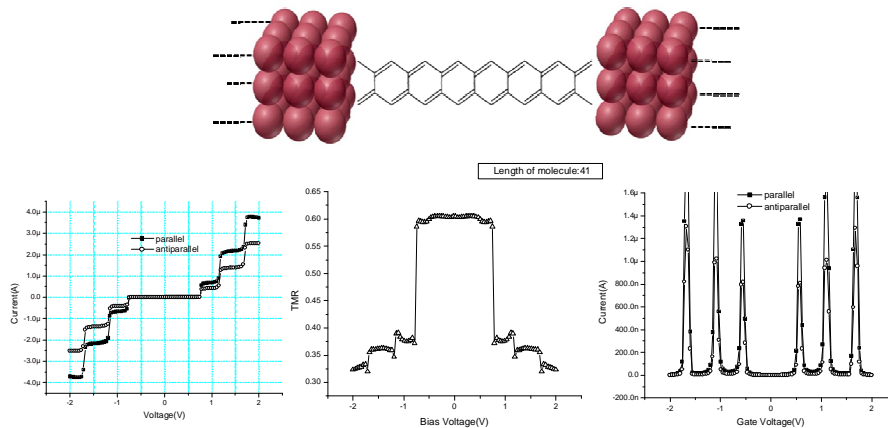 Length of molecule:41
4.0μ
3.0μ
2.0μ
1.0μ
0.0
-1.0μ
-2.0μ
-3.0μ
-4.0μ
Current(A)
parallel
antiparallel
-2 -1 0 1 2
Voltage(V)
0.65
0.60
0.55
0.50
0.45
0.40
0.35
0.30
TMR
-2 -1 0 1 2
Bias Voltage(V)
1.6μ
1.4μ
1.2μ
1.0μ
800.0n
600.0n
400.0n
200.0n
0.0
-200.0n
Current(A)
parallel
antiparallel
-2 -1 0 1 2
Gate Voltage(V)